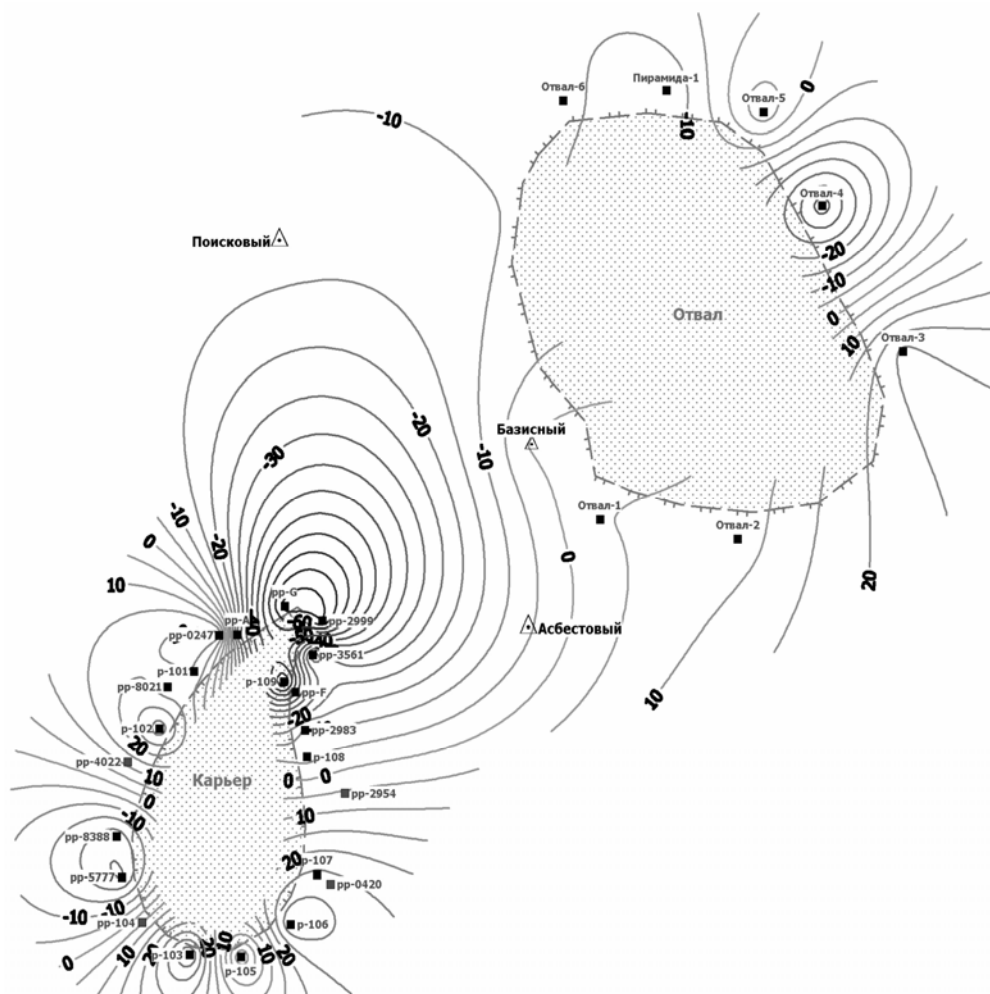 Отвал-6
Пирамида-1
0
Отвал-5
-10
-10
Отвал-4
Поисковый
-20
-10
Отвал
0
10
Отвал-3
-20
Базисный
-30
-10
-10
Отвал-1
-20
0
Отвал-2
0
10
20
pp-G
-40
-60
pp-2999
pp-A
pp-0247
Асбестовый
pp-3561
p-101
p-109
pp-8021
pp-F
10
-20
p-102
pp-2983
20
p-108
pp-4022
10
Карьер
0
0
pp-2954
0
-10
10
pp-8388
20
p-107
pp-5777
pp-0420
-10
-10
pp-104
p-106
0
10
p-103
10
p-105
10
20